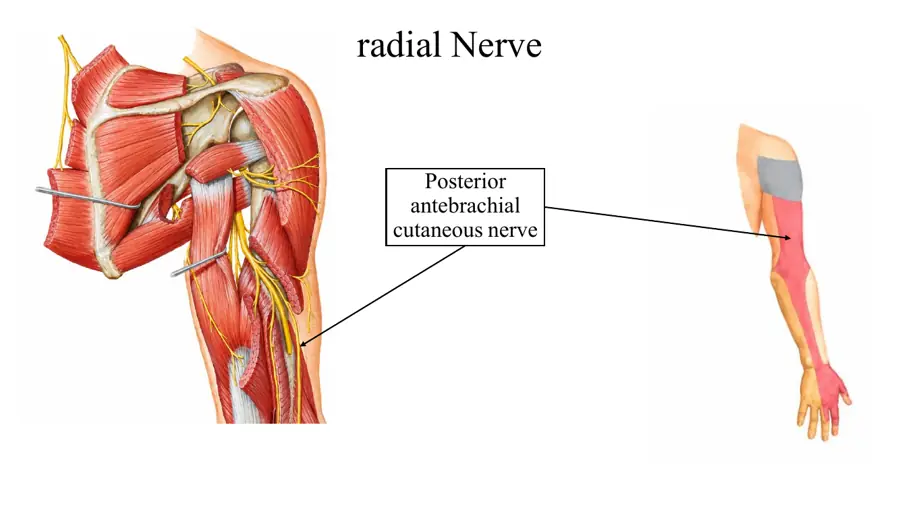 radial Nerve
Posterior
antebrachial
cutaneous nerve